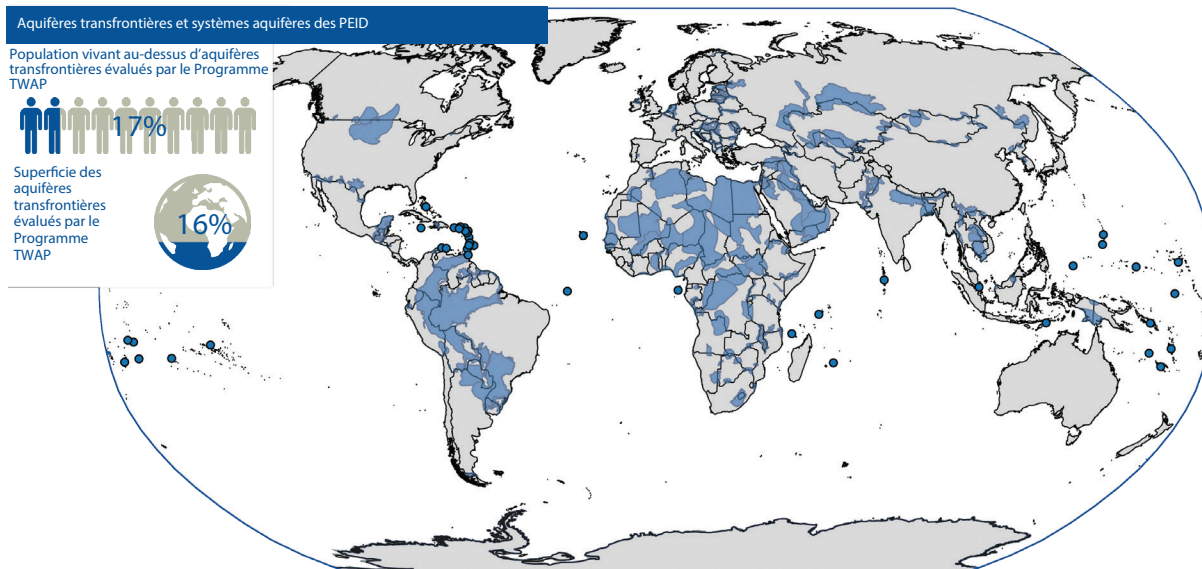 Aquifères transfrontières et systèmes aquifères des PEID
Population vivant au-dessus d’aquifères
transfrontières évalués par le Programme
TWAP
17%
Superficie des
aquifères
transfrontières
évalués par le
Programme
TWAP
16%